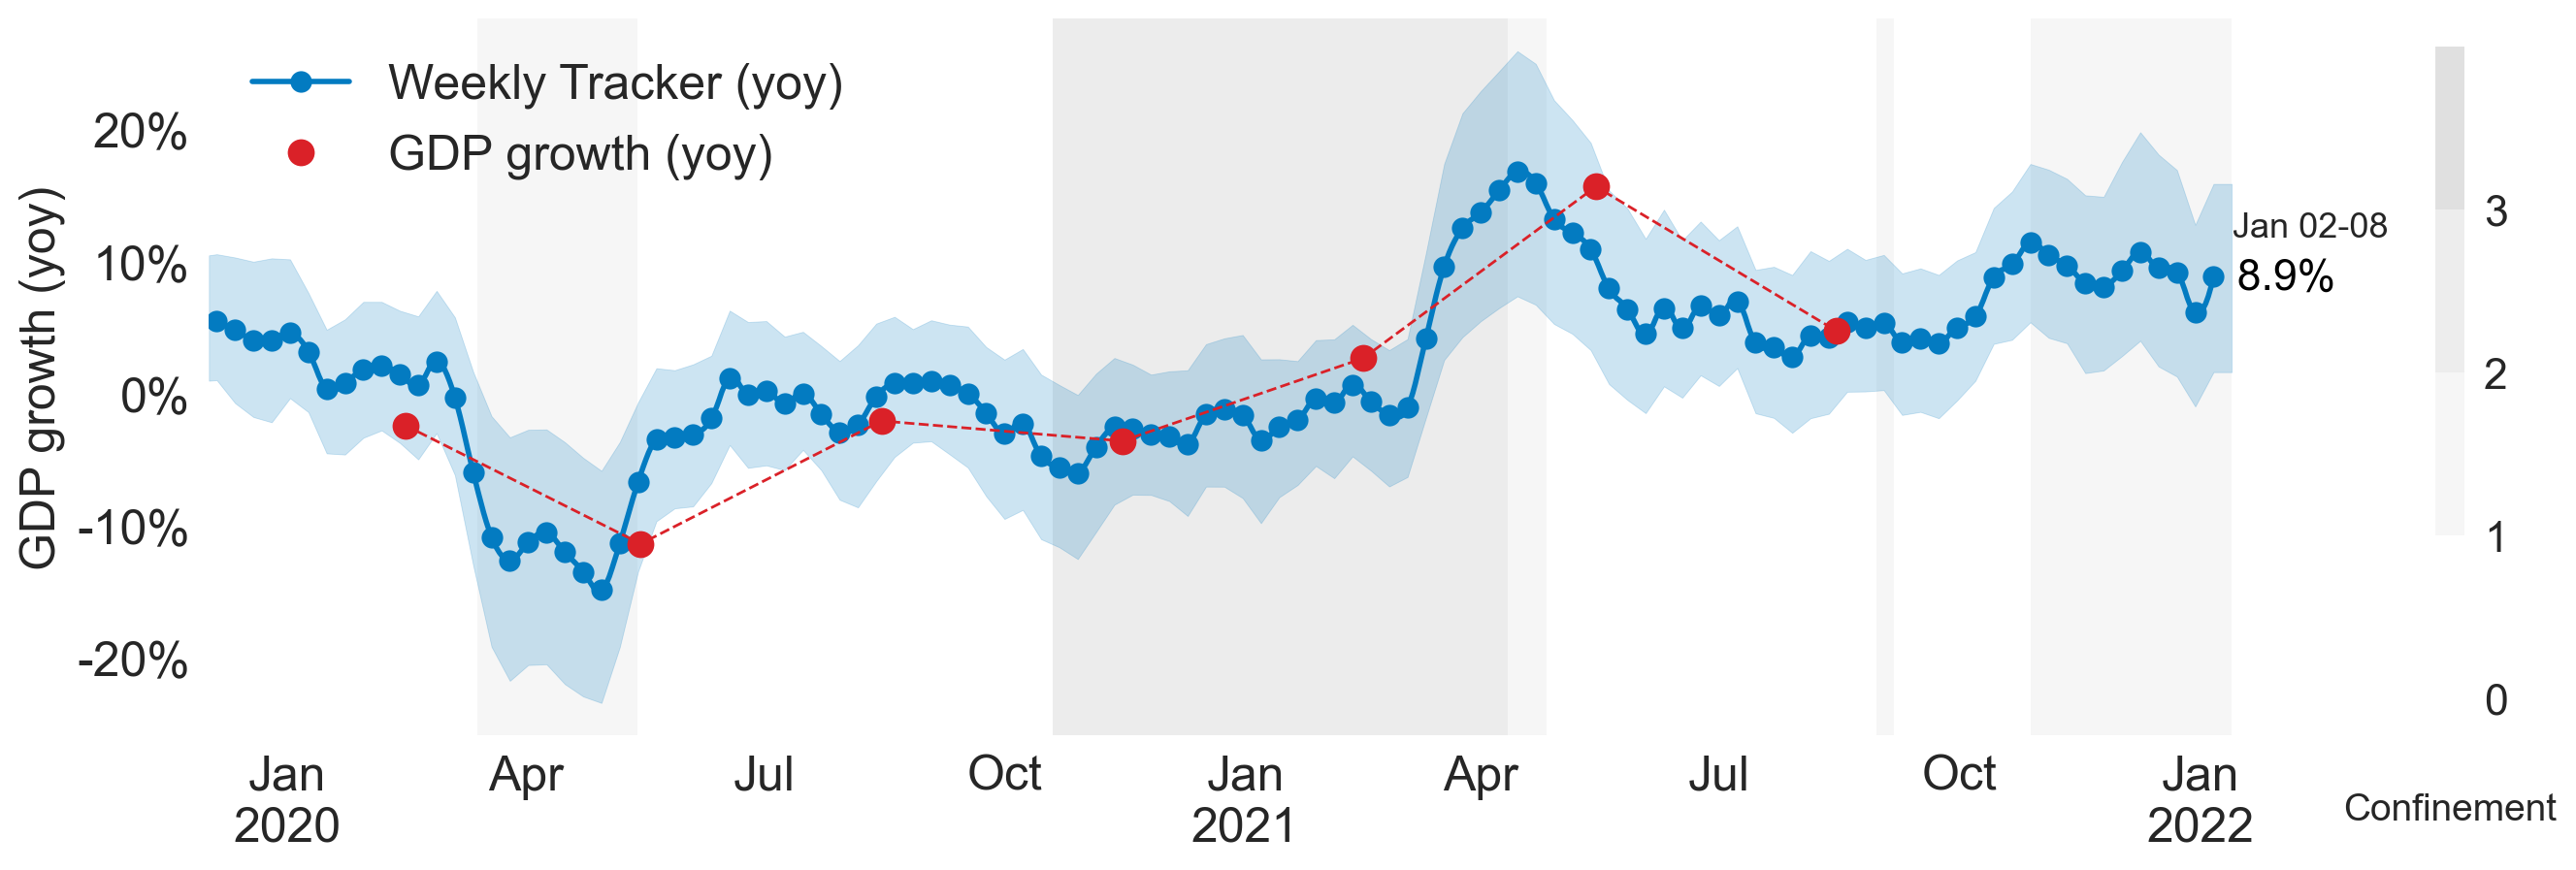 Weekly Tracker (yoy)
GDP growth (yoy)
GDP growth (yoy)
20%
10%
0%
-10%
-20%
Jan 02-08
8.9%
3
2
1
0
Jan Apr Jul Oct Jan Apr Jul Oct Jan
2020 2021 2022
Confinement